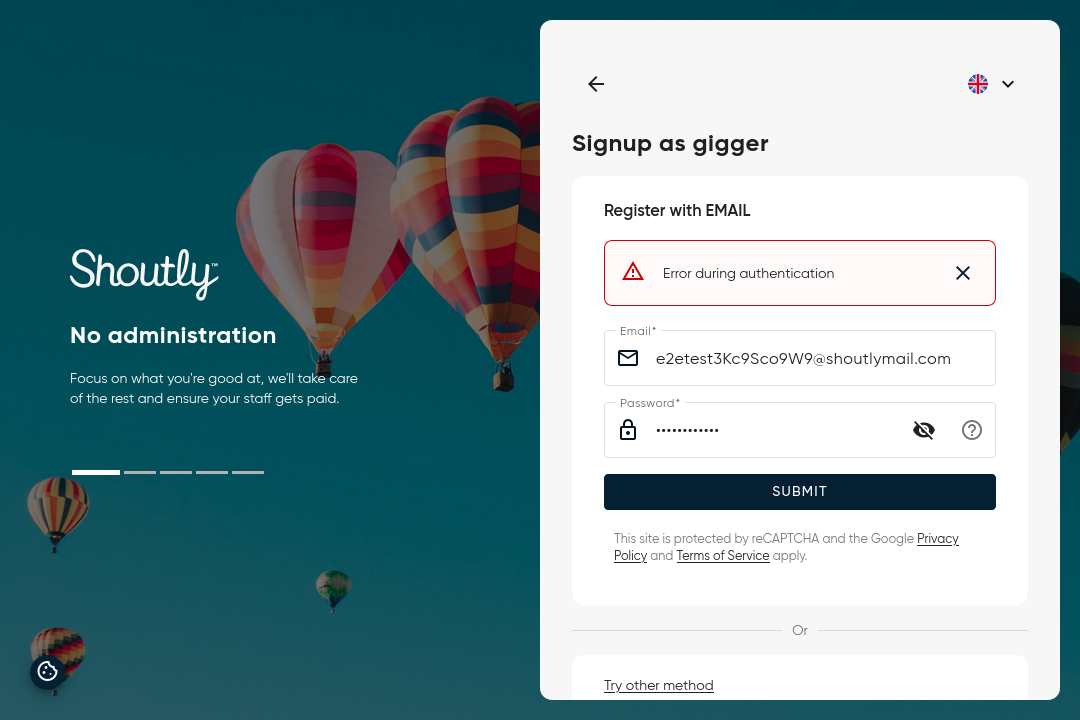 Shoutly™
No administration
Focus on what you're good at, we'll take care
of the rest and ensure your staff gets paid.
Signup as gigger
Register with EMAIL
Error during authentication
Email*
e2etest3Kc9Sco9W9@shoutlymail.com
Password*
••••••••••••
SUBMIT
This site is protected by reCAPTCHA and the Google Privacy
Policy and Terms of Service apply.
Or
Try other method